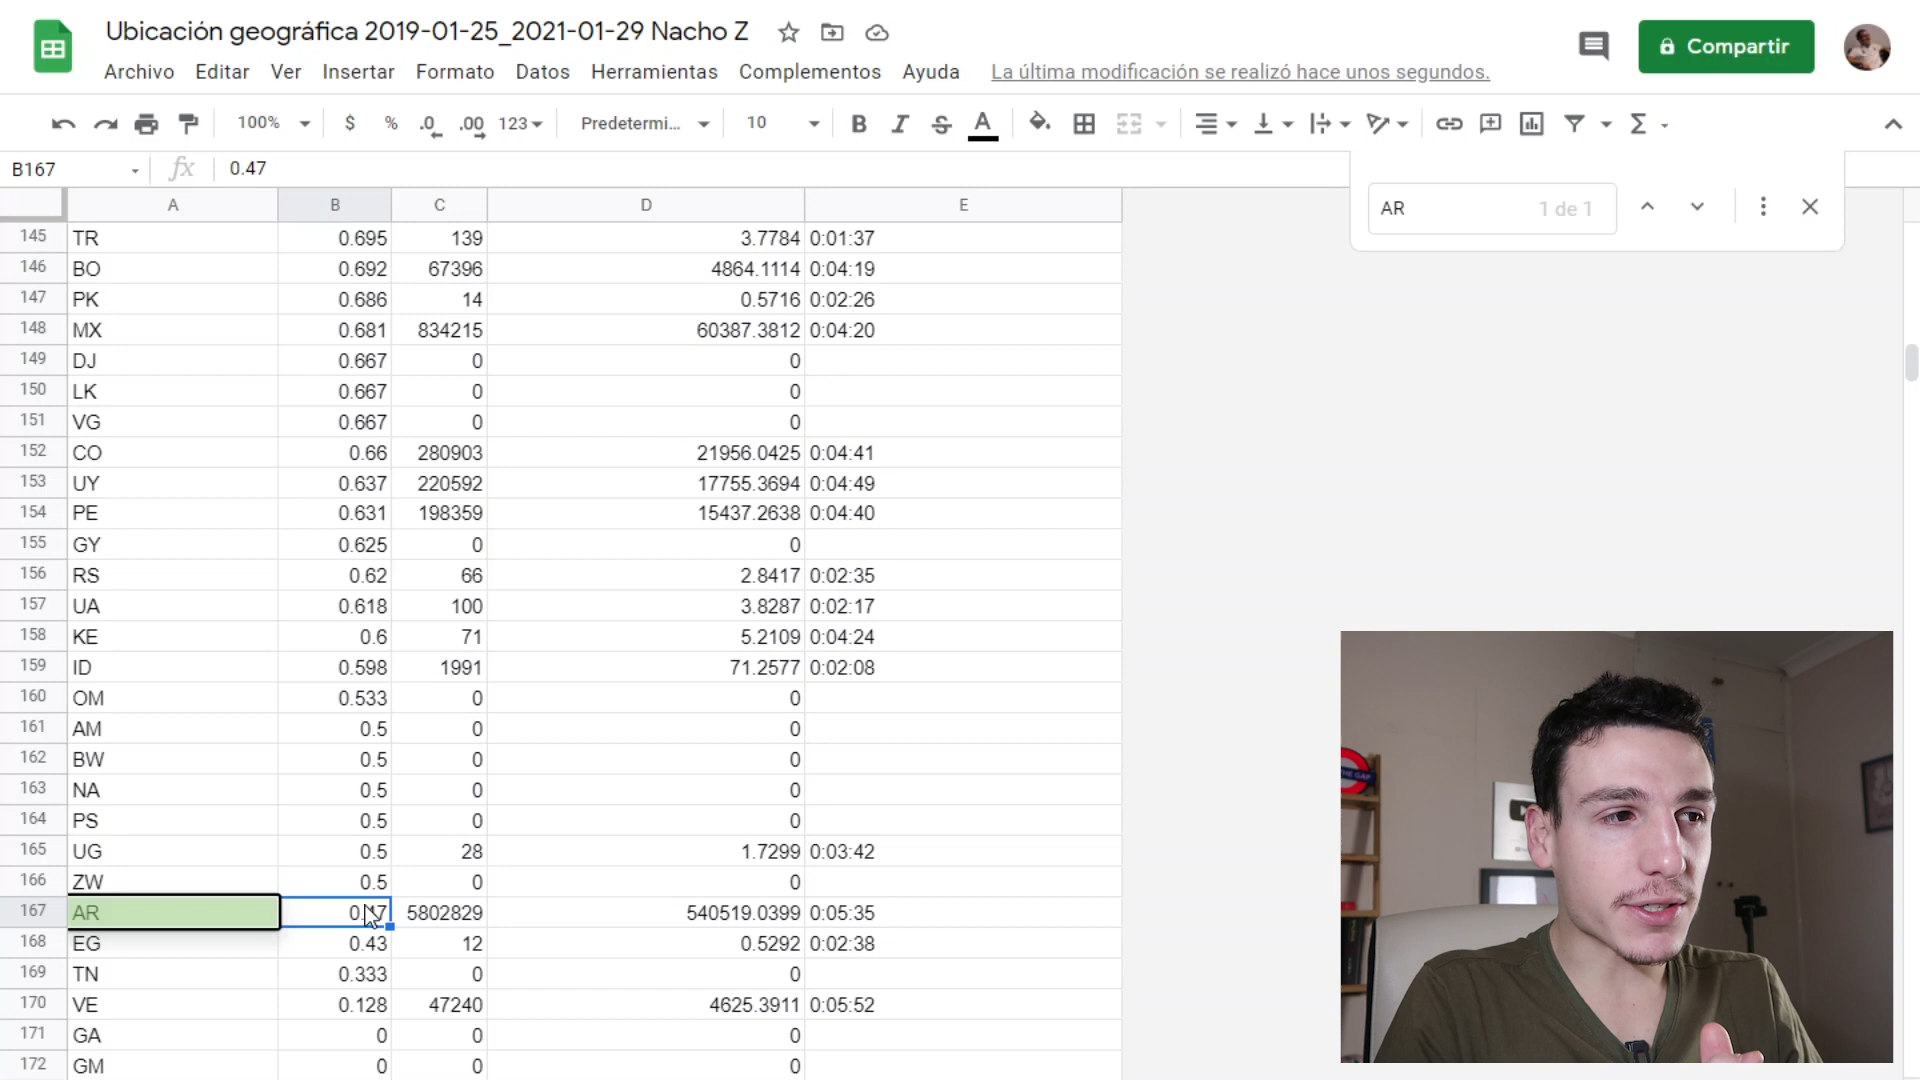 Ubicación geográfica 2019-01-25_2021-01-29 Nacho Z
Compartir
Archivo Editar Ver Insertar Formato Datos Herramientas Complementos Ayuda La última modificación se realizó hace unos segundos.
100% $ % .0 .00 123 Predetermi... 10 B I S A Σ
B167 fx 0.47
AR 1 de 1
A B C D E
145 TR 0.695 139 3.7784 0:01:37
146 BO 0.692 67396 4864.1114 0:04:19
147 PK 0.686 14 0.5716 0:02:26
148 MX 0.681 834215 60387.3812 0:04:20
149 DJ 0.667 0 0
150 LK 0.667 0 0
151 VG 0.667 0 0
152 CO 0.66 280903 21956.0425 0:04:41
153 UY 0.637 220592 17755.3694 0:04:49
154 PE 0.631 198359 15437.2638 0:04:40
155 GY 0.625 0 0
156 RS 0.62 66 2.8417 0:02:35
157 UA 0.618 100 3.8287 0:02:17
158 KE 0.6 71 5.2109 0:04:24
159 ID 0.598 1991 71.2577 0:02:08
160 OM 0.533 0 0
161 AM 0.5 0 0
162 BW 0.5 0 0
163 NA 0.5 0 0
164 PS 0.5 0 0
165 UG 0.5 28 1.7299 0:03:42
166 ZW 0.5 0 0
167 AR 0.47 5802829 540519.0399 0:05:35
168 EG 0.43 12 0.5292 0:02:38
169 TN 0.333 0 0
170 VE 0.128 47240 4625.3911 0:05:52
171 GA 0 0 0
172 GM 0 0 0
THE GAP